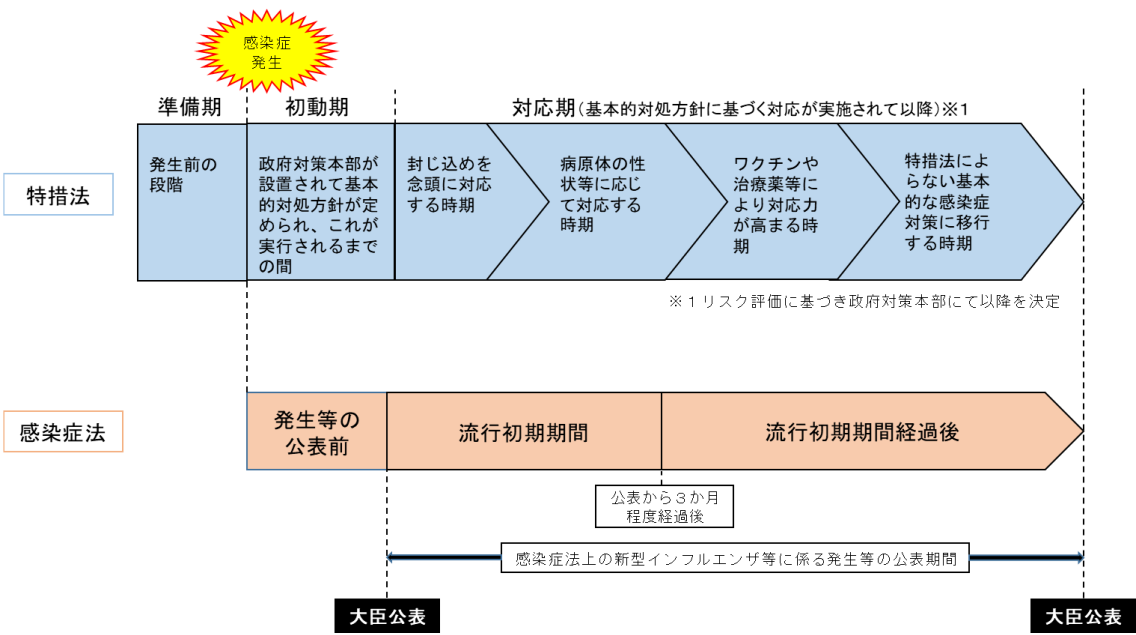 感染症
発生
準備期
初動期
対応期(基本的対処方針に基づく対応が実施されて以降)※1
特措法
発生前の
段階
政府対策本部が
設置されて基本
的対処方針が定
められ、これが
実行されるまで
の間
封じ込めを
念頭に対応
する時期
病原体の性
状等に応じ
て対応する
時期
ワクチンや
治療薬等に
より対応力
が高まる時
期
特措法によ
らない基本
的な感染症
対策に移行
する時期
※１リスク評価に基づき政府対策本部にて以降を決定
感染症法
発生等の
公表前
流行初期期間
流行初期期間経過後
公表から３か月
程度経過後
感染症法上の新型インフルエンザ等に係る発生等の公表期間
大臣公表
大臣公表